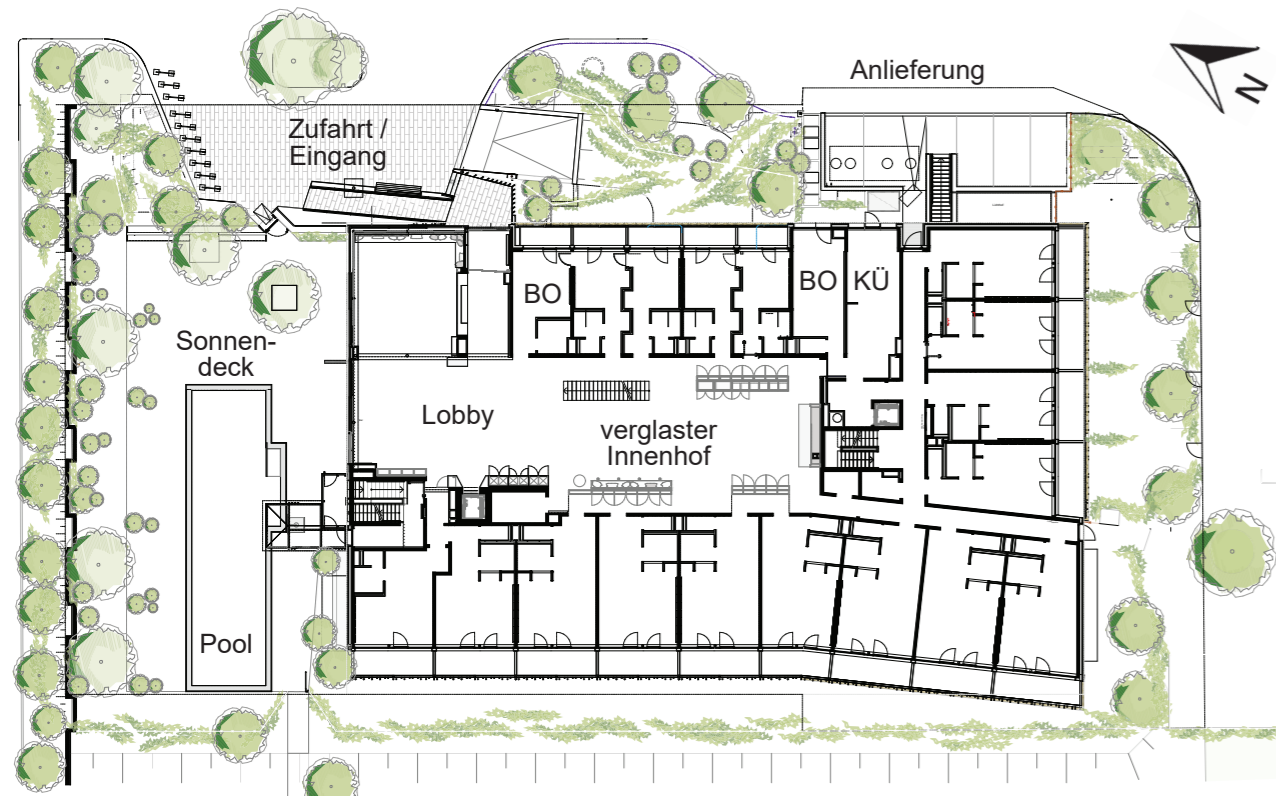 Anlieferung
N
Zufahrt /
Eingang
BO
BO
KÜ
Sonnen-
deck
Lobby
verglaster
Innenhof
Pool